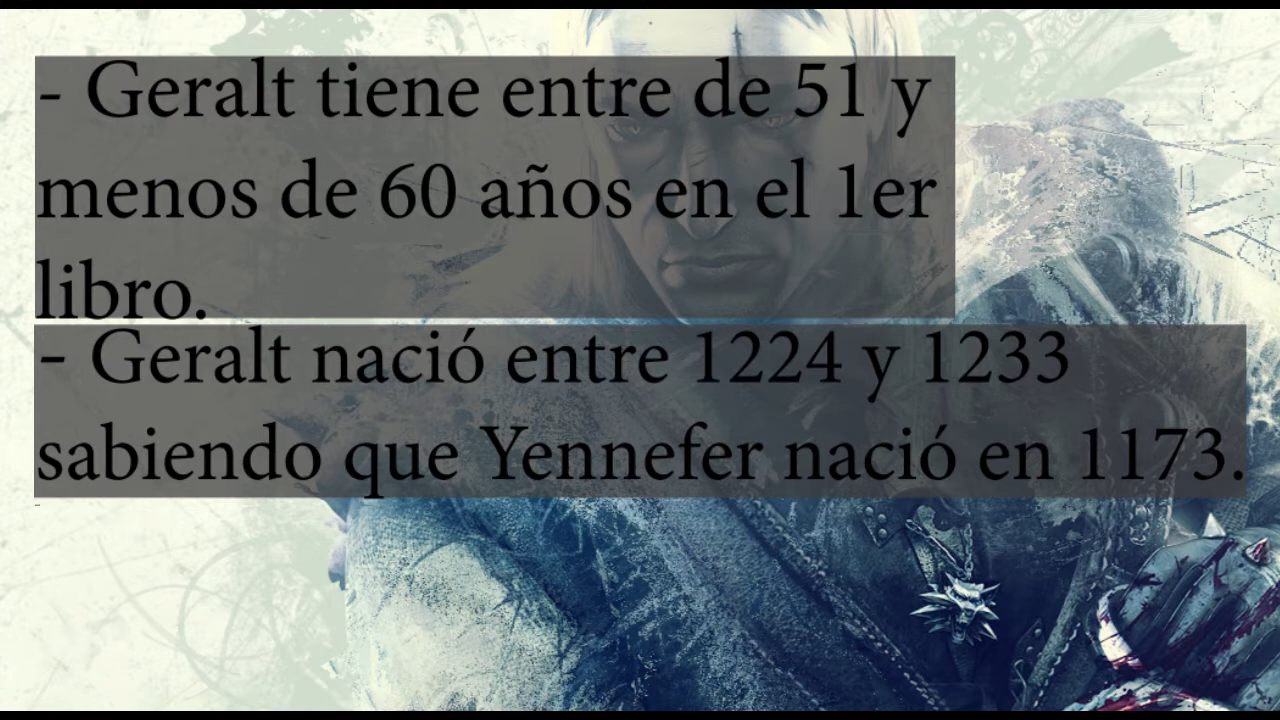 - Geralt tiene entre de 51 y
menos de 60 años en el 1er
libro.
- Geralt nació entre 1224 y 1233
sabiendo que Yennefer nació en 1173.